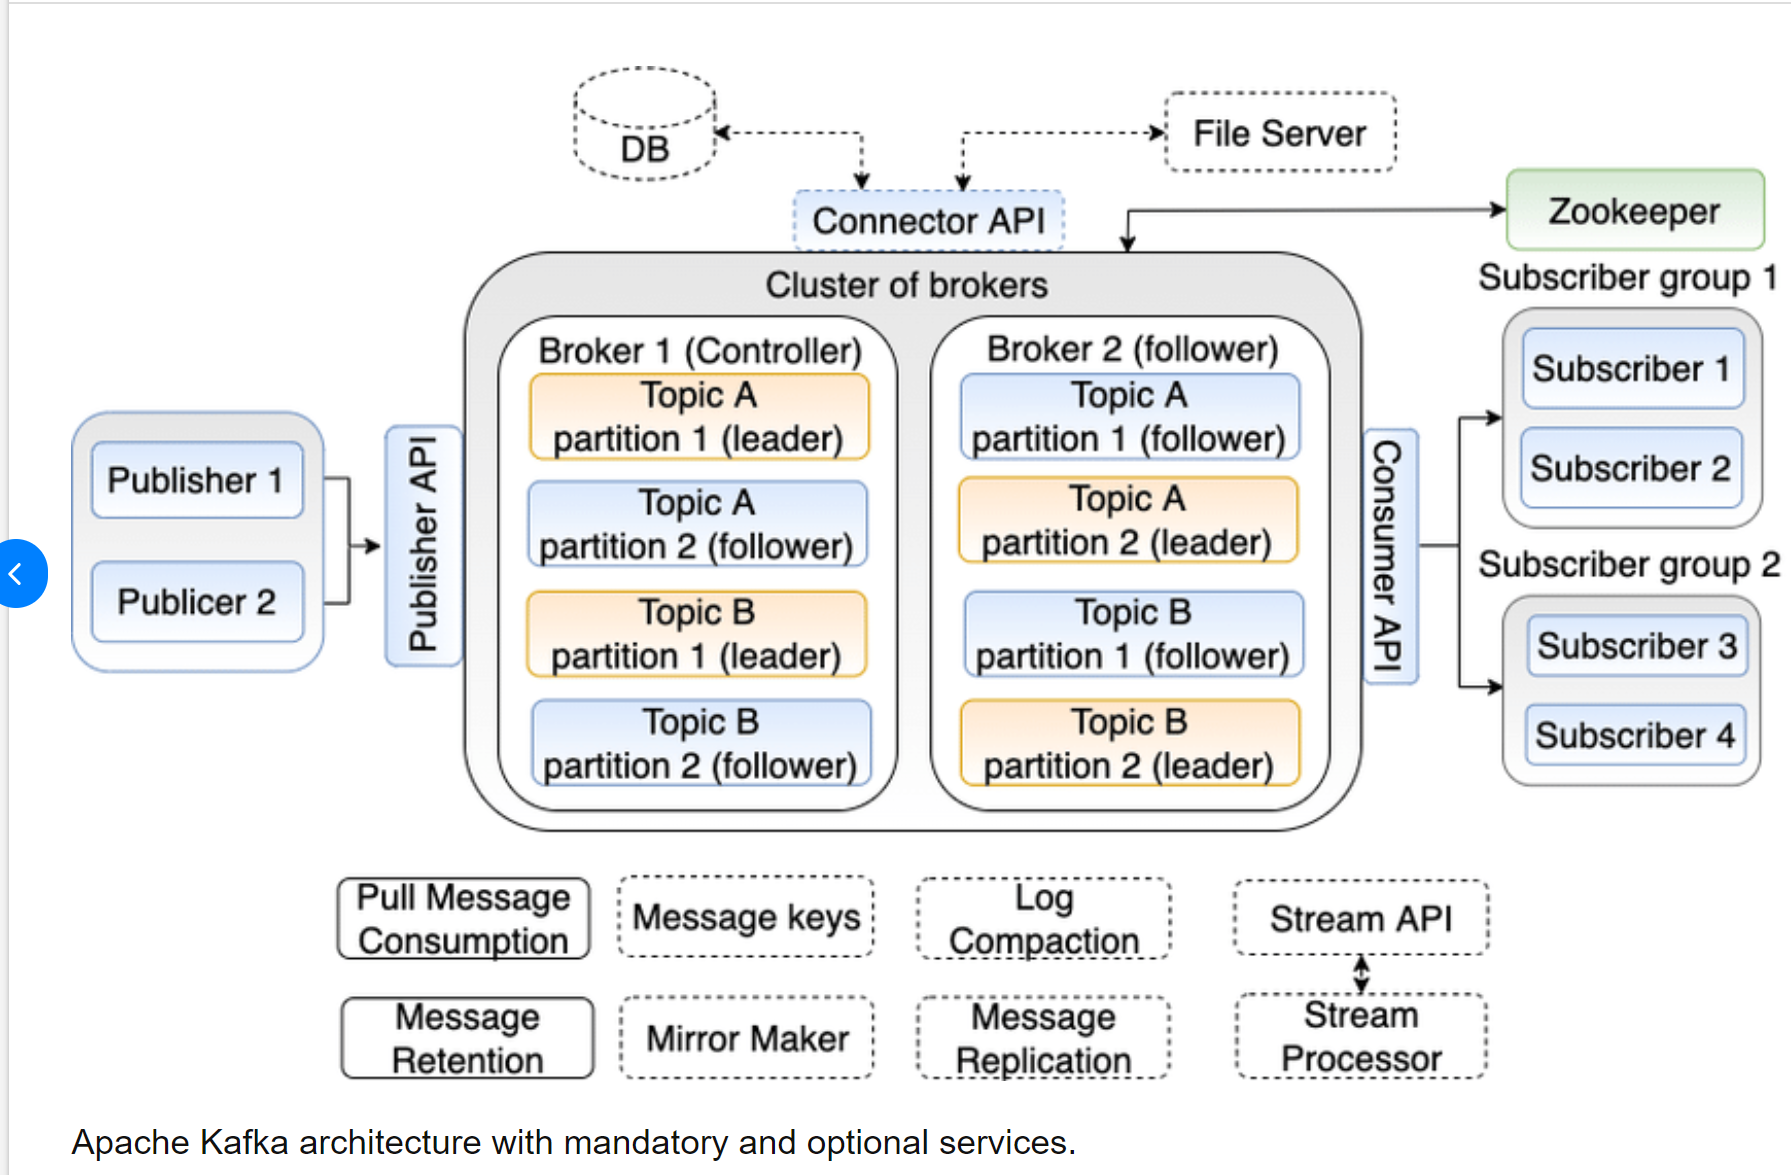 DB
File Server
Connector API
Zookeeper
Cluster of brokers
Subscriber group 1
Broker 1 (Controller)
Topic A
partition 1 (leader)
Topic A
partition 2 (follower)
Topic B
partition 1 (leader)
Topic B
partition 2 (follower)
Broker 2 (follower)
Topic A
partition 1 (follower)
Topic A
partition 2 (leader)
Topic B
partition 1 (follower)
Topic B
partition 2 (leader)
Publisher 1
Publicer 2
Publisher API
Consumer API
Subscriber 1
Subscriber 2
Subscriber group 2
Subscriber 3
Subscriber 4
Pull Message
Consumption
Message keys
Log
Compaction
Stream API
Message
Retention
Mirror Maker
Message
Replication
Stream
Processor
Apache Kafka architecture with mandatory and optional services.